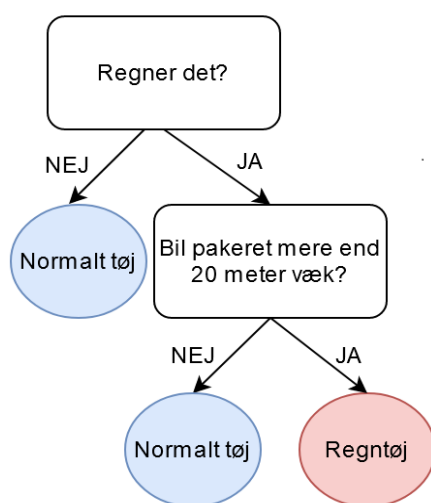 Regner det?
NEJ
JA
Normalt tøj
Bil pakeret mere end
20 meter væk?
NEJ
JA
Normalt tøj
Regntøj